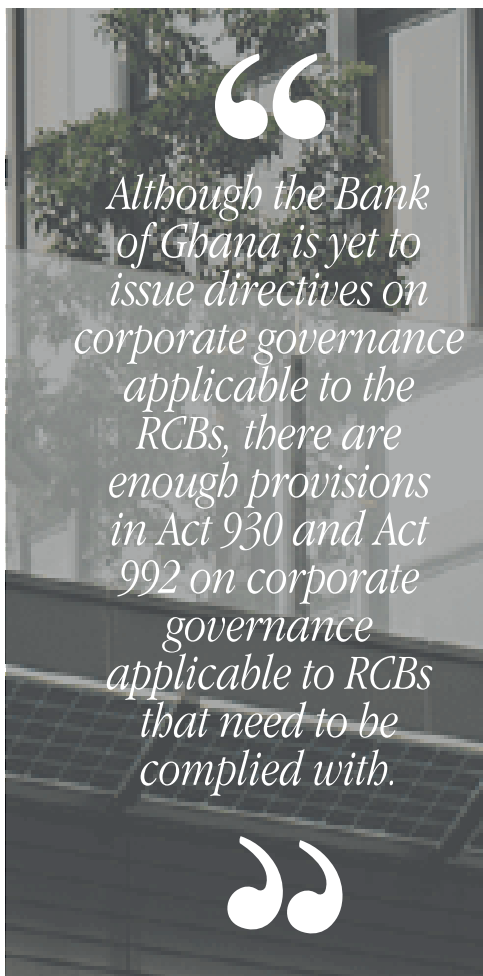 “
Although the Bank
of Ghana is yet to
issue directives on
corporate governance
applicable to the
RCBs, there are
enough provisions
in Act 930 and Act
992 on corporate
governance
applicable to RCBs
that need to be
complied with.
”